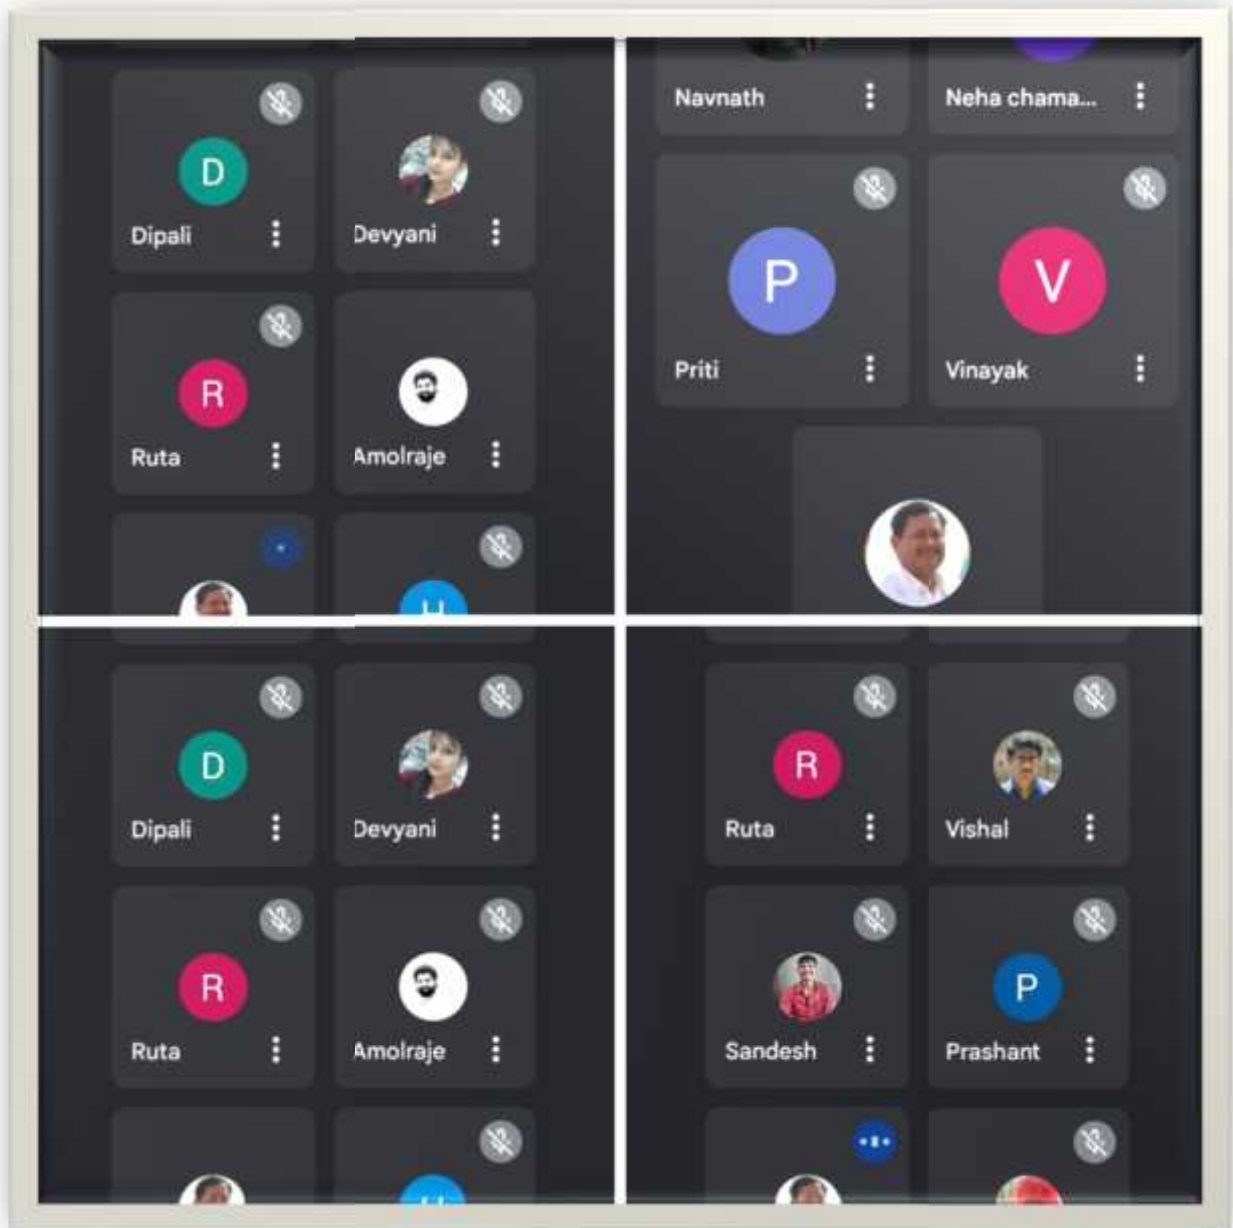 D
Dipali
Devyani
R
Ruta
Amolraje
Navnath
Neha chama...
P
V
Priti
Vinayak
D
Dipali
Devyani
R
Ruta
Amolraje
R
Ruta
Vishal
P
Sandesh
Prashant